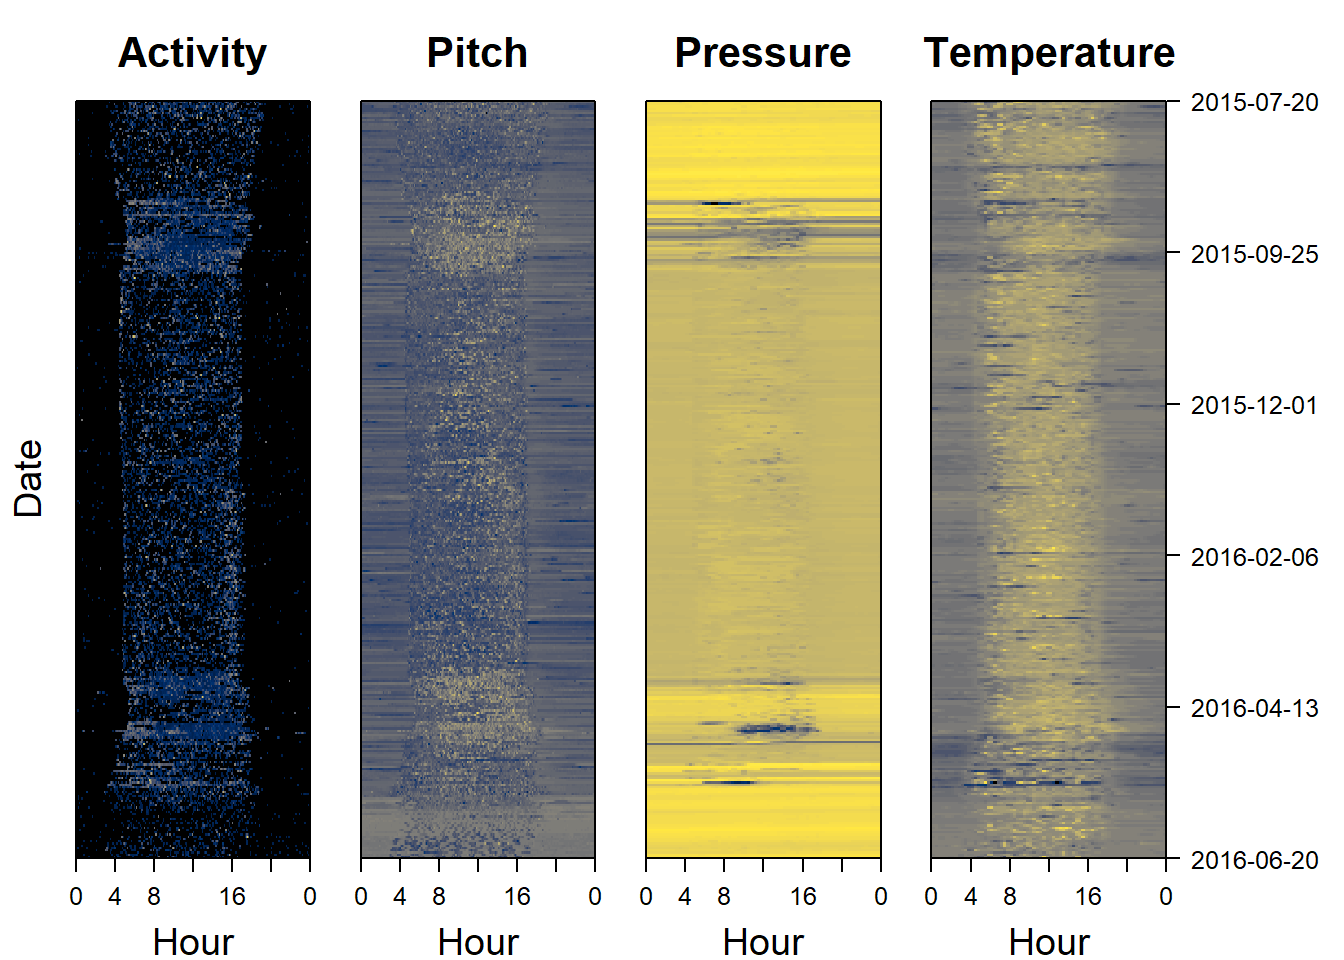 Activity
Pitch
Pressure
Temperature
Date
2015-07-20
2015-09-25
2015-12-01
2016-02-06
2016-04-13
2016-06-20
0 4 8 16 0
0 4 8 16 0
0 4 8 16 0
0 4 8 16 0
Hour
Hour
Hour
Hour